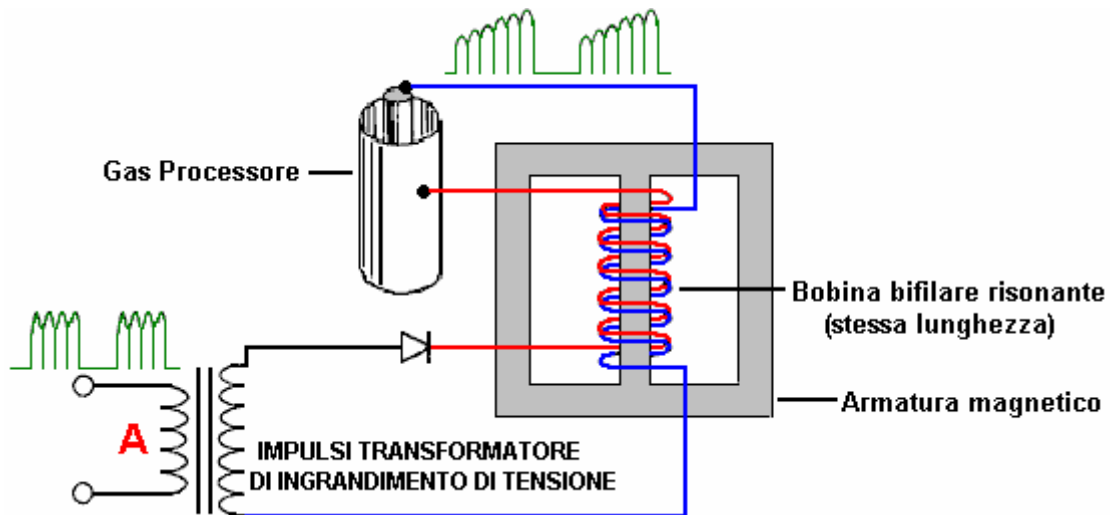 Gas Processore
Bobina bifilare risonante
(stessa lunghezza)
Armatura magnetico
A
IMPULSI TRANSFORMATORE
DI INGRANDIMENTO DI TENSIONE